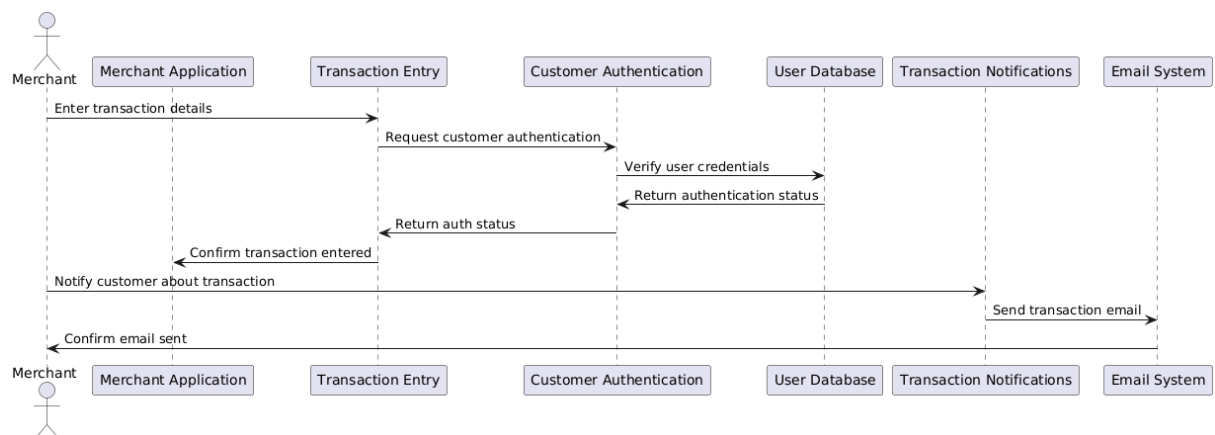 Merchant
Merchant Application
Transaction Entry
Customer Authentication
User Database
Transaction Notifications
Email System
Enter transaction details
Request customer authentication
Verify user credentials
Return authentication status
Return auth status
Confirm transaction entered
Notify customer about transaction
Send transaction email
Confirm email sent
Merchant
Merchant Application
Transaction Entry
Customer Authentication
User Database
Transaction Notifications
Email System